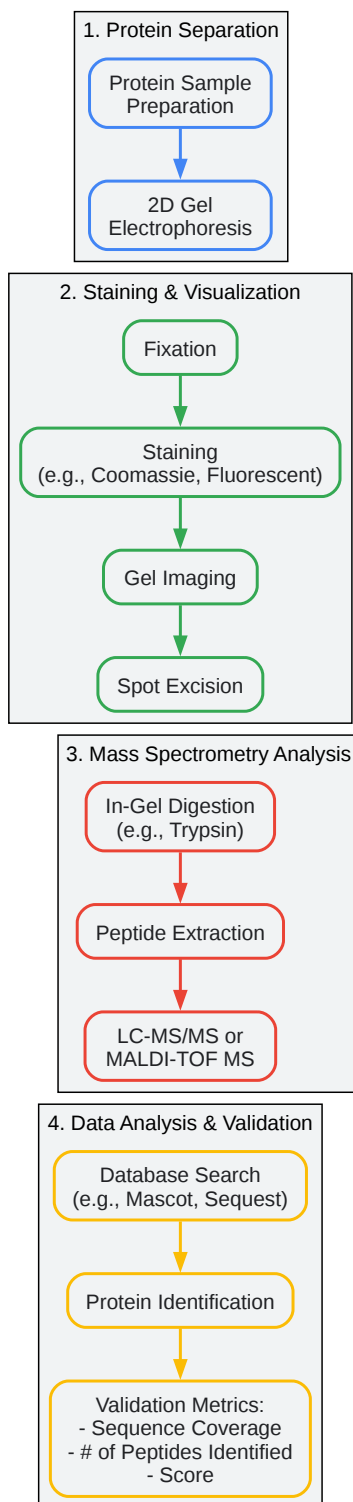 1. Protein Separation
Protein Sample
Preparation
2D Gel
Electrophoresis
2. Staining & Visualization
Fixation
Staining
(e.g., Coomassie, Fluorescent)
Gel Imaging
Spot Excision
3. Mass Spectrometry Analysis
In-Gel Digestion
(e.g., Trypsin)
Peptide Extraction
LC-MS/MS or
MALDI-TOF MS
4. Data Analysis & Validation
Database Search
(e.g., Mascot, Sequest)
Protein Identification
Validation Metrics:
- Sequence Coverage
- # of Peptides Identified
- Score